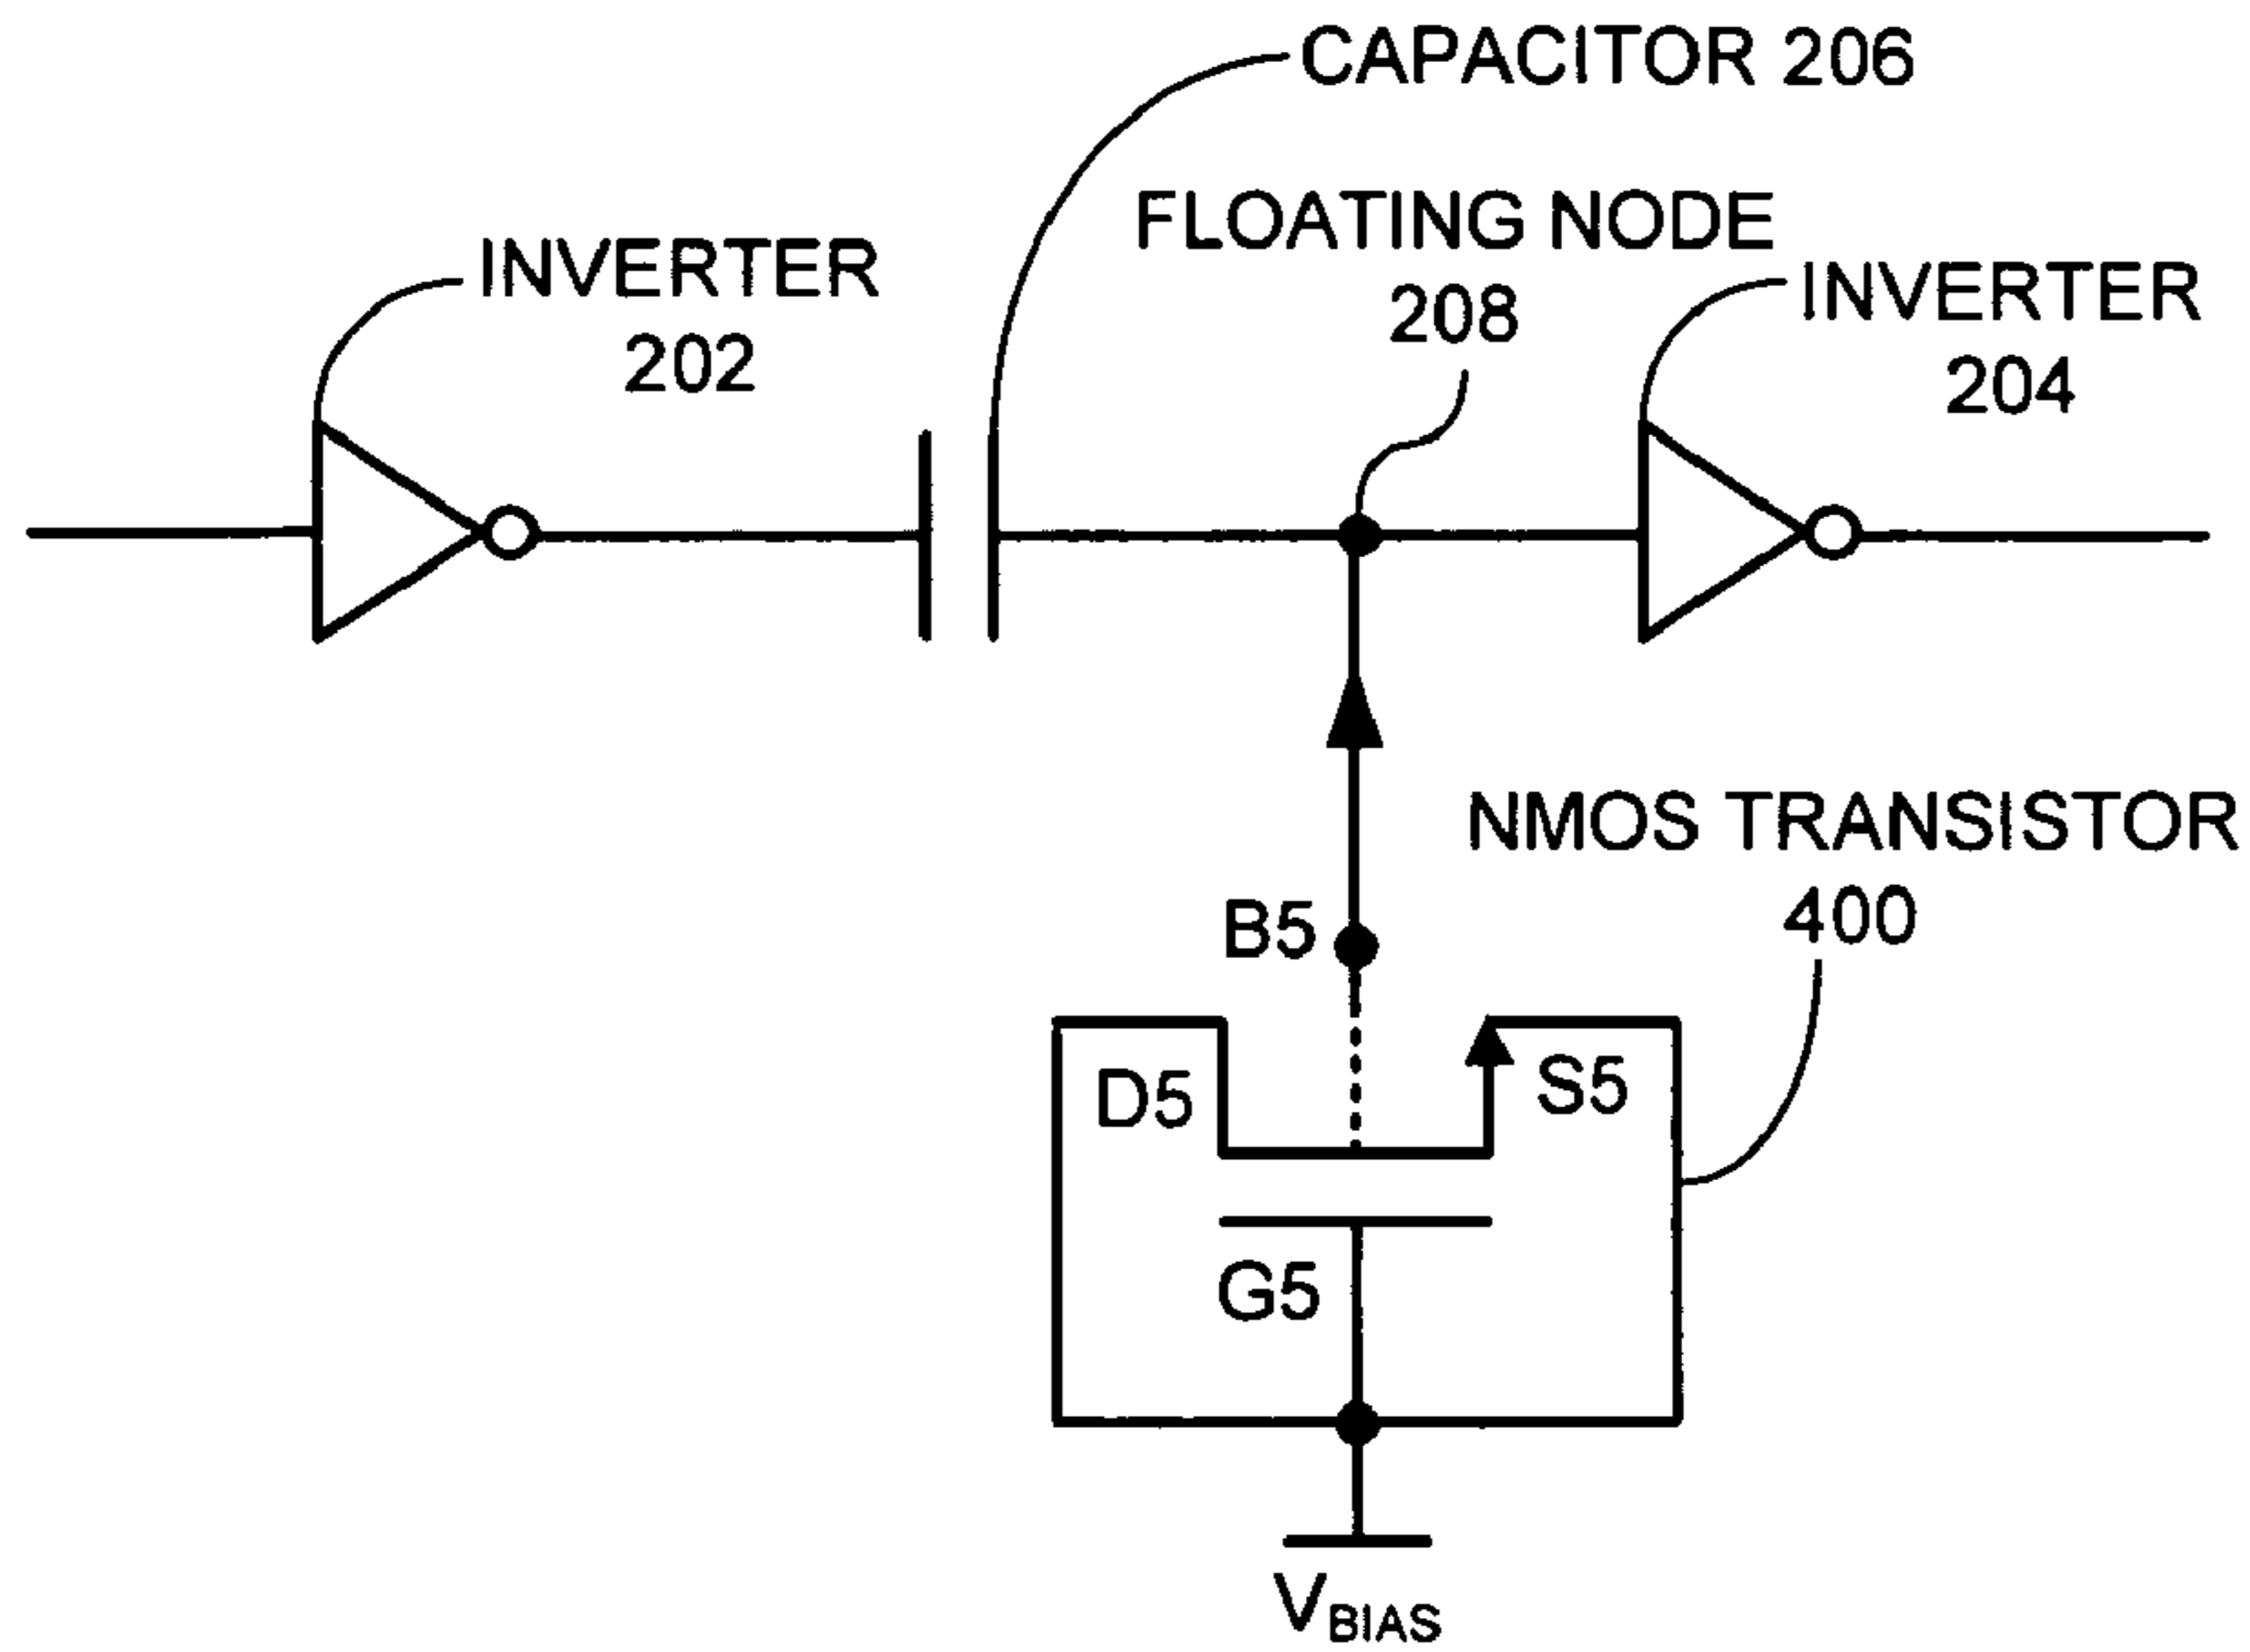 CAPACITOR 206
FLOATING NODE
208
INVERTER
202
INVERTER
204
NMOS TRANSISTOR
400
B5
D5
S5
G5
VBIAS